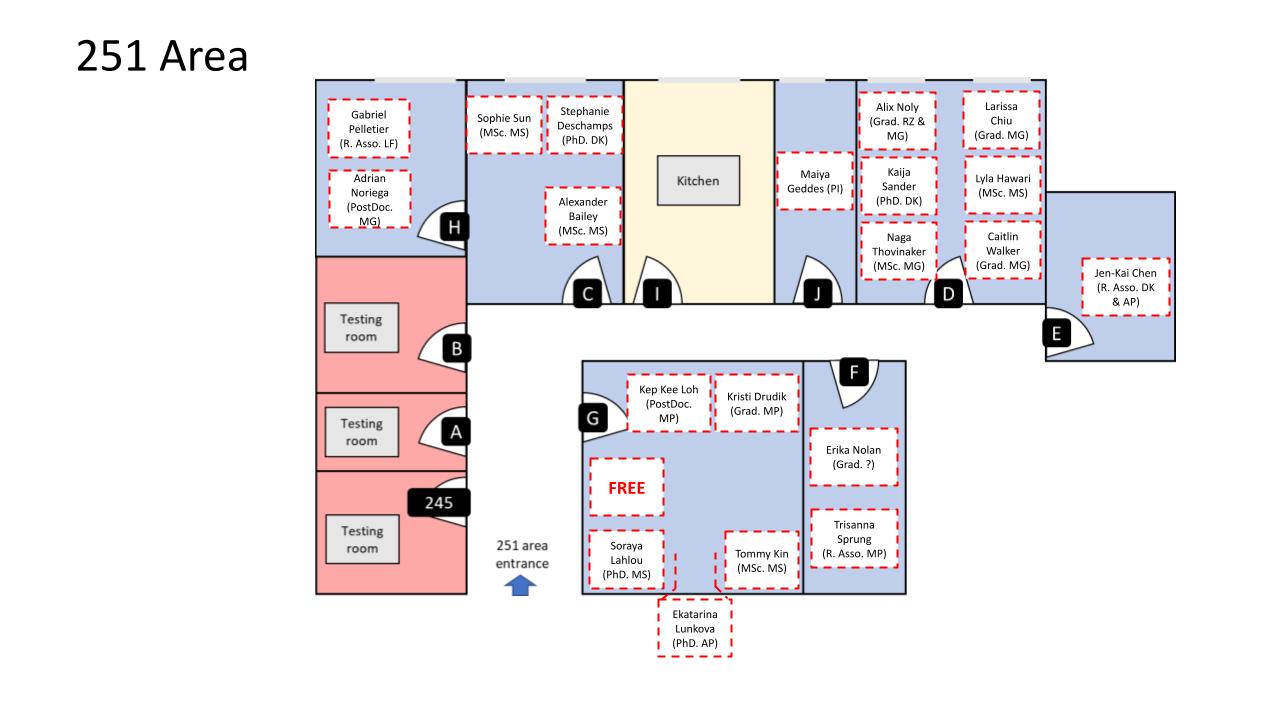 251 Area
Gabriel
Pelletier
(R. Asso. LF)
Adrian
Noriega
(PostDoc.
MG)
H
Sophie Sun
(MSc. MS)
Stephanie
Deschamps
(PhD. DK)
Alexander
Bailey
(MSc. MS)
C
Kitchen
I
Maiya
Geddes (PI)
J
Alix Noly
(Grad. RZ &
MG)
Larissa
Chiu
(Grad. MG)
Kaija
Sander
(PhD. DK)
Lyla Hawari
(MSc. MS)
Naga
Thovinaker
(MSc. MG)
Caitlin
Walker
(Grad. MG)
D
Jen-Kai Chen
(R. Asso. DK
& AP)
E
Testing
room
B
Testing
room
A
245
Testing
room
251 area
entrance
G
Kep Kee Loh
(PostDoc.
MP)
Kristi Drudik
(Grad. MP)
FREE
Soraya
Lahlou
(PhD. MS)
Tommy Kin
(MSc. MS)
Ekatarina
Lunkova
(PhD. AP)
F
Erika Nolan
(Grad. ?)
Trisanna
Sprung
(R. Asso. MP)